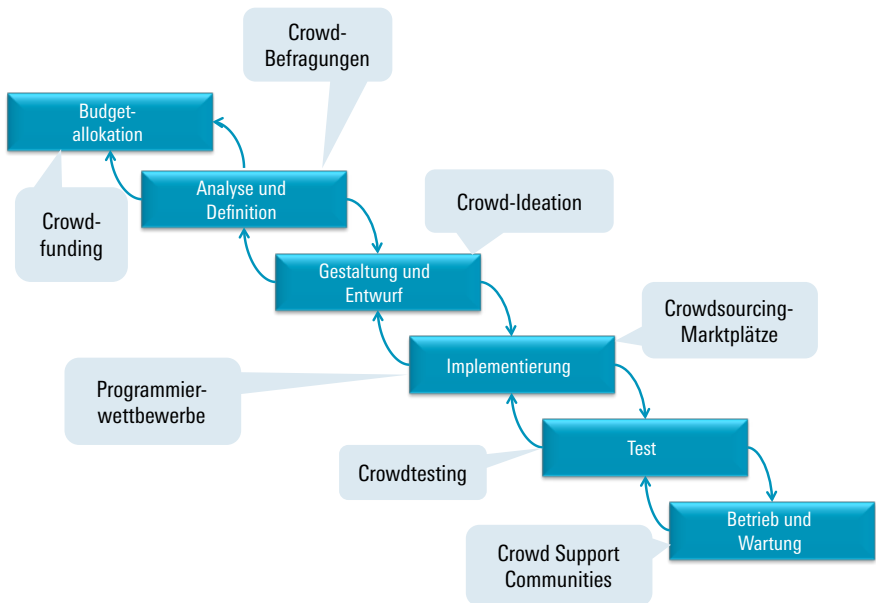 Crowd-
Befragungen
Budget-
allokation
Analyse und
Definition
Crowd-
funding
Crowd-Ideation
Gestaltung und
Entwurf
Crowdsourcing-
Marktplätze
Implementierung
Programmier-
wettbewerbe
Test
Crowdtesting
Betrieb und
Wartung
Crowd Support
Communities